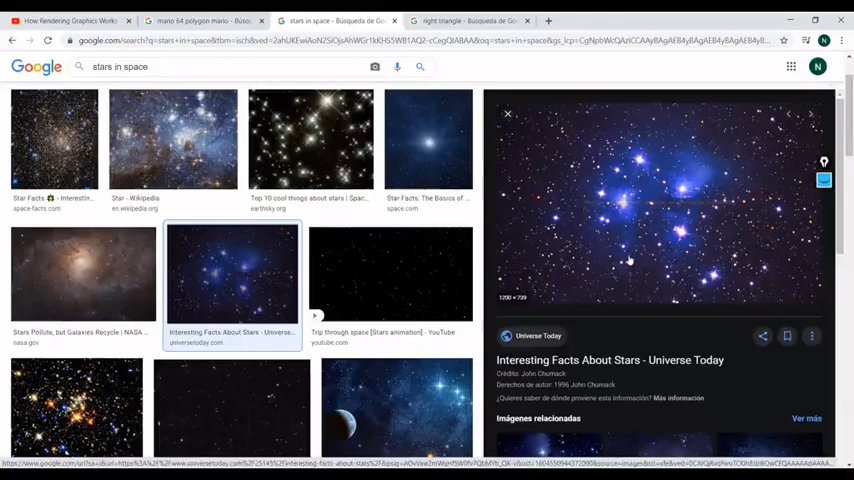 How Rendering Graphics Works
mario 64 polygon mario - Búsqu
stars in space - Búsqueda de Go
right triangle - Búsqueda de Go
Google
stars in space
N
Star Facts - Interestin...
space-facts.com
Star - Wikipedia
en.wikipedia.org
Top 10 cool things about stars | Spac...
earthsky.org
Star Facts: The Basics of ...
space.com
Stars Pollute, but Galaxies Recycle | NASA ...
nasa.gov
Interesting Facts About Stars - Universe...
universetoday.com
Trip through space [Stars animation] - YouTube
youtube.com
1200 × 739
Universe Today
Interesting Facts About Stars - Universe Today
Crédito: John Chumack
Derechos de autor: 1996 John Chumack
¿Quieres saber de dónde proviene esta información? Más información
Imágenes relacionadas
Ver más